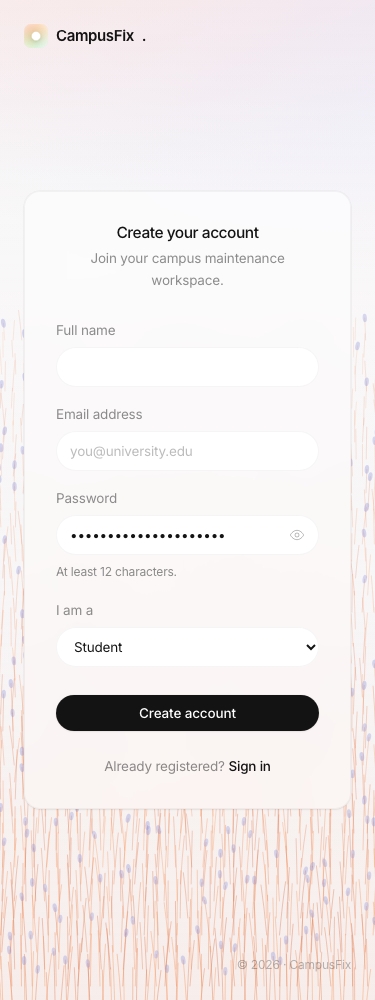 CampusFix .
Create your account
Join your campus maintenance
workspace.
Full name
Email address
you@university.edu
Password
•••••••••••••••••••••
At least 12 characters.
I am a
Student
Create account
Already registered? Sign in
© 2026 · CampusFix